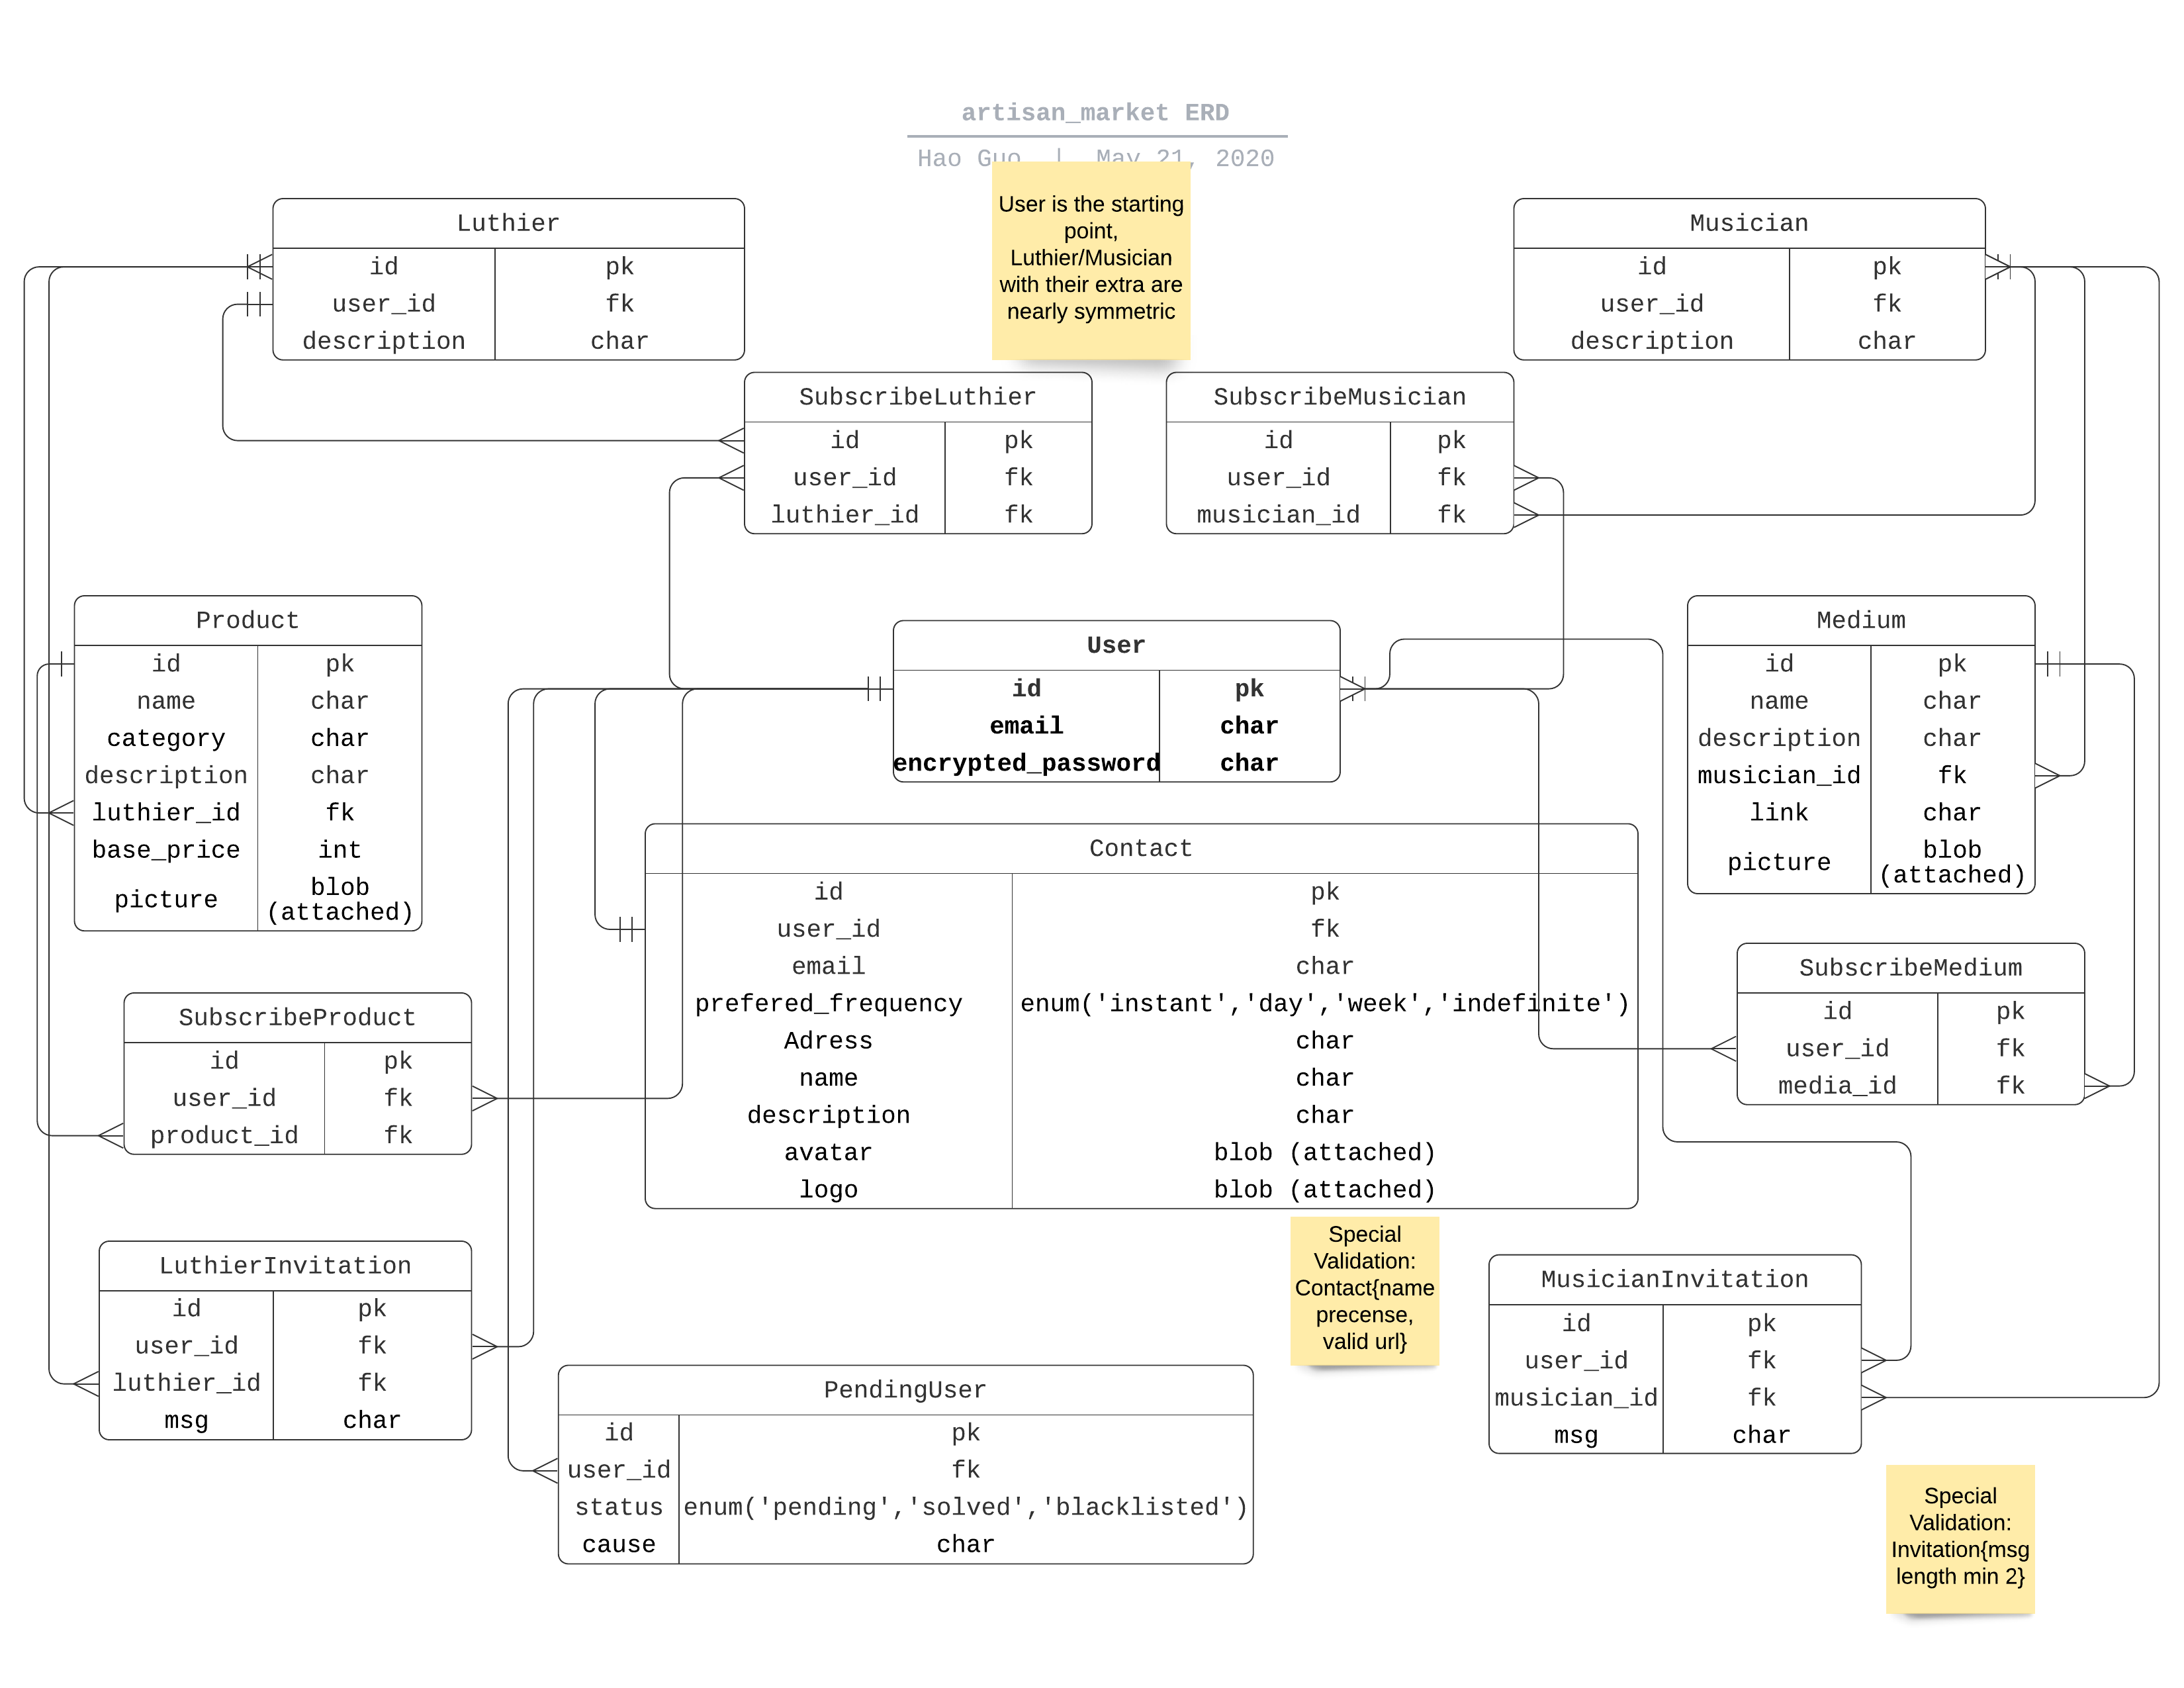 artisan_market ERD
Hao Guo | May 21, 2020
User is the starting
point,
Luthier/Musician
with their extra are
nearly symmetric
Luthier
id pk
user_id fk
description char
Musician
id pk
user_id fk
description char
SubscribeLuthier
id pk
user_id fk
luthier_id fk
SubscribeMusician
id pk
user_id fk
musician_id fk
Product
id pk
name char
category char
description char
luthier_id fk
base_price int
picture blob
(attached)
User
id pk
email char
encrypted_password char
Medium
id pk
name char
description char
musician_id fk
link char
picture blob
(attached)
Contact
id pk
user_id fk
email char
prefered_frequency enum('instant','day','week','indefinite')
Adress char
name char
description char
avatar blob (attached)
logo blob (attached)
SubscribeMedium
id pk
user_id fk
media_id fk
SubscribeProduct
id pk
user_id fk
product_id fk
LuthierInvitation
id pk
user_id fk
luthier_id fk
msg char
Special
Validation:
Contact{name
precense,
valid url}
MusicianInvitation
id pk
user_id fk
musician_id fk
msg char
PendingUser
id pk
user_id fk
status enum('pending','solved','blacklisted')
cause char
Special
Validation:
Invitation{msg
length min 2}